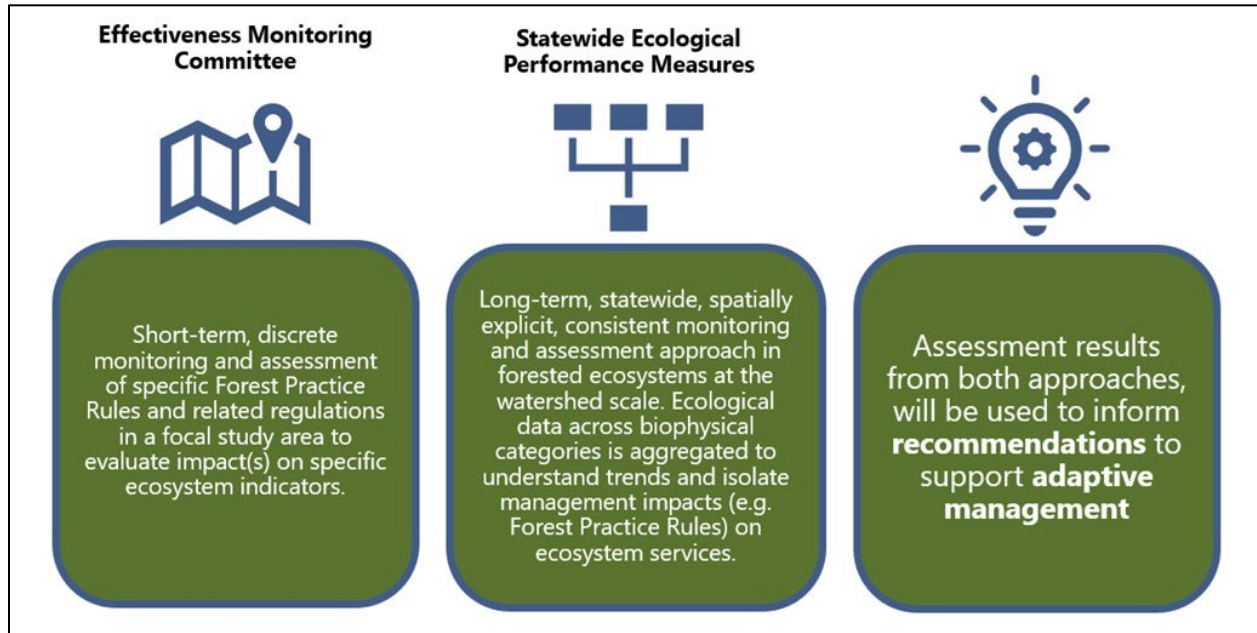 Effectiveness Monitoring
Committee
Short-term, discrete
monitoring and assessment
of specific Forest Practice
Rules and related regulations
in a focal study area to
evaluate impact(s) on specific
ecosystem indicators.
Statewide Ecological
Performance Measures
Long-term, statewide, spatially
explicit, consistent monitoring
and assessment approach in
forested ecosystems at the
watershed scale. Ecological
data across biophysical
categories is aggregated to
understand trends and isolate
management impacts (e.g.
Forest Practice Rules) on
ecosystem services.
Assessment results
from both approaches,
will be used to inform
recommendations to
support adaptive
management